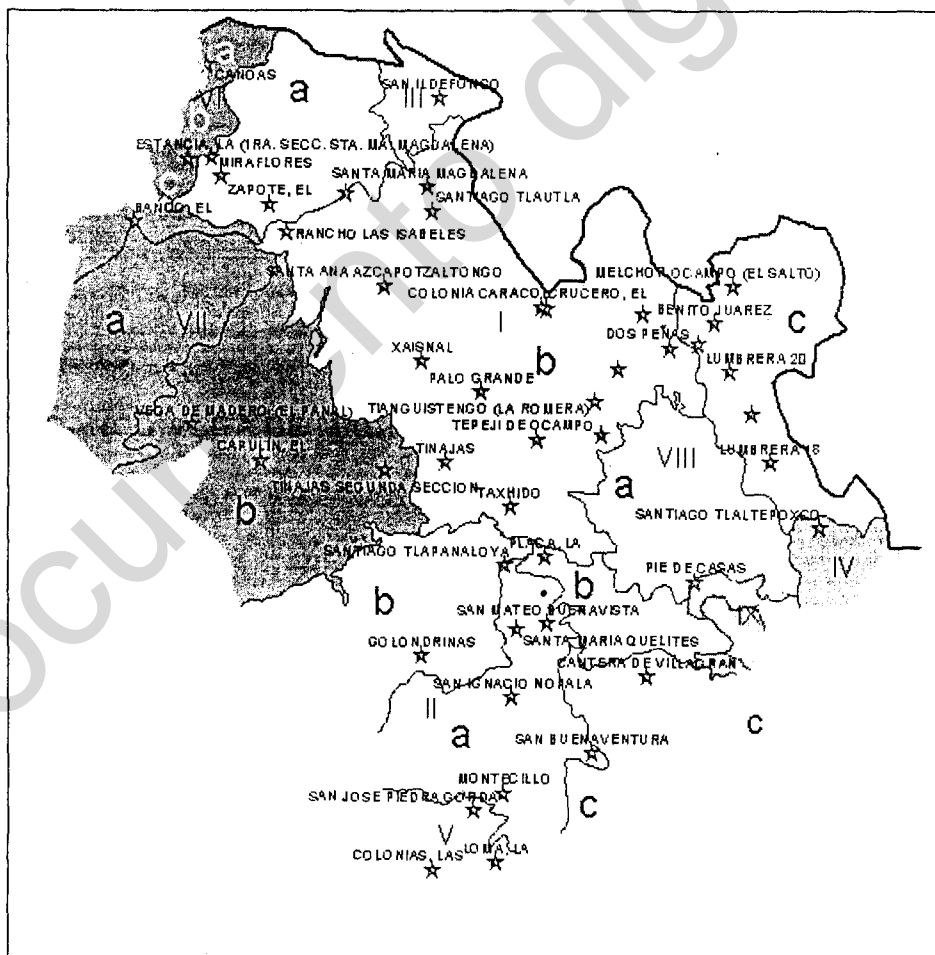 a
CANOAS
VI
a
SAN ILDEFONSO
III
b
ESTANCIA, LA (1RA. SECC. STA. MA. MAGDALENA)
MIRAFLORES
SANTA MARIA MAGDALENA
c
ZAPOTE, EL
SANTIAGO TLAUTLA
BANCO, EL
RANCHO LAS ISABELES
SANTA ANA AZCAPOTZALTONGO
MELCHOR OCAMPO (EL SALTO)
COLONIA CARACO, CRUCERO, EL
BENITO JUAREZ
a
VII
I
c
DOS PEÑAS
b
XAISNAL
LUMBRERA 20
PALO GRANDE
VEGA DE MADERO (EL PANAL)
TIANGUISTENGO (LA ROMERA)
TEPEJI DE OCAMPO
CAPULIN, EL
TINAJAS
VIII
LUMBRERA 18
TINAJAS SEGUNDA SECCION
a
b
TAXHIDO
SANTIAGO TLALTEPOXCO
SANTIAGO TLAPANALOYA
PLACA, LA
PIE DE CASAS
IV
b
b
SAN MATEO BUENAVISTA
IX
GOLONDRINAS
SANTA MARIA QUELITES
CANTERA DE VILLAGRAN
SAN IGNACIO NOPALA
II
a
c
SAN BUENAVENTURA
MONTECILLO
SAN JOSE PIEDRA GORDA
c
V
COLONIAS, LAS
LOMA, LA
ocumento dig